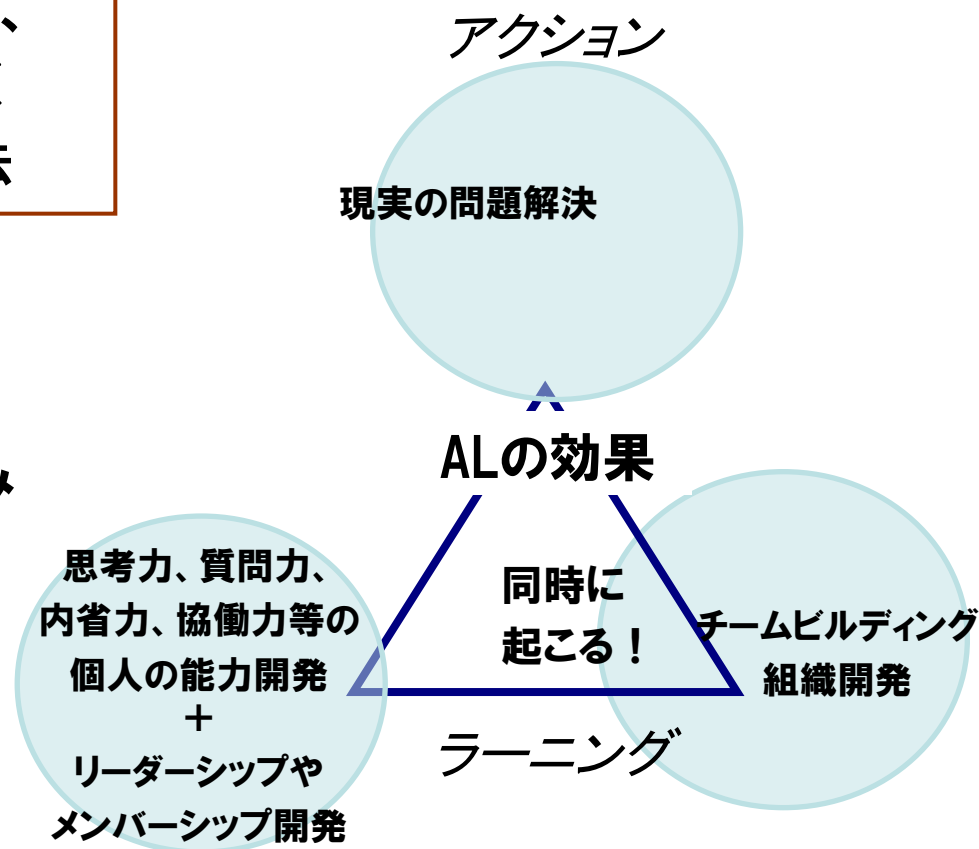 アクション
現実の問題解決
ALの効果
同時に
起こる！
思考力、質問力、
内省力、協働力等の
個人の能力開発
＋
リーダーシップや
メンバーシップ開発
チームビルディング
組織開発
ラーニング